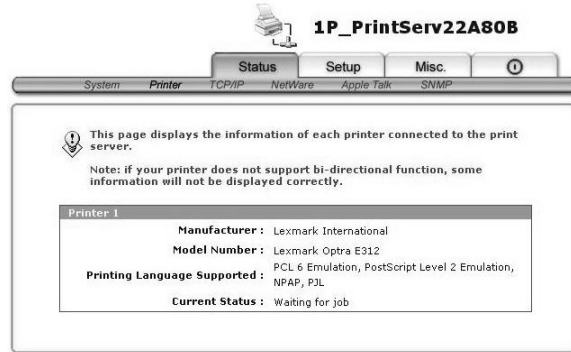 1P_PrintServ22A80B
Status Setup Misc.
System Printer TCP/IP NetWare Apple Talk SNMP
This page displays the information of each printer connected to the print
server.
Note: if your printer does not support bi-directional function, some
information will not be displayed correctly.
Printer 1
Manufacturer : Lexmark International
Model Number : Lexmark Optra E312
Printing Language Supported : PCL 6 Emulation, PostScript Level 2 Emulation,
NPAP, PJL
Current Status : Waiting for job